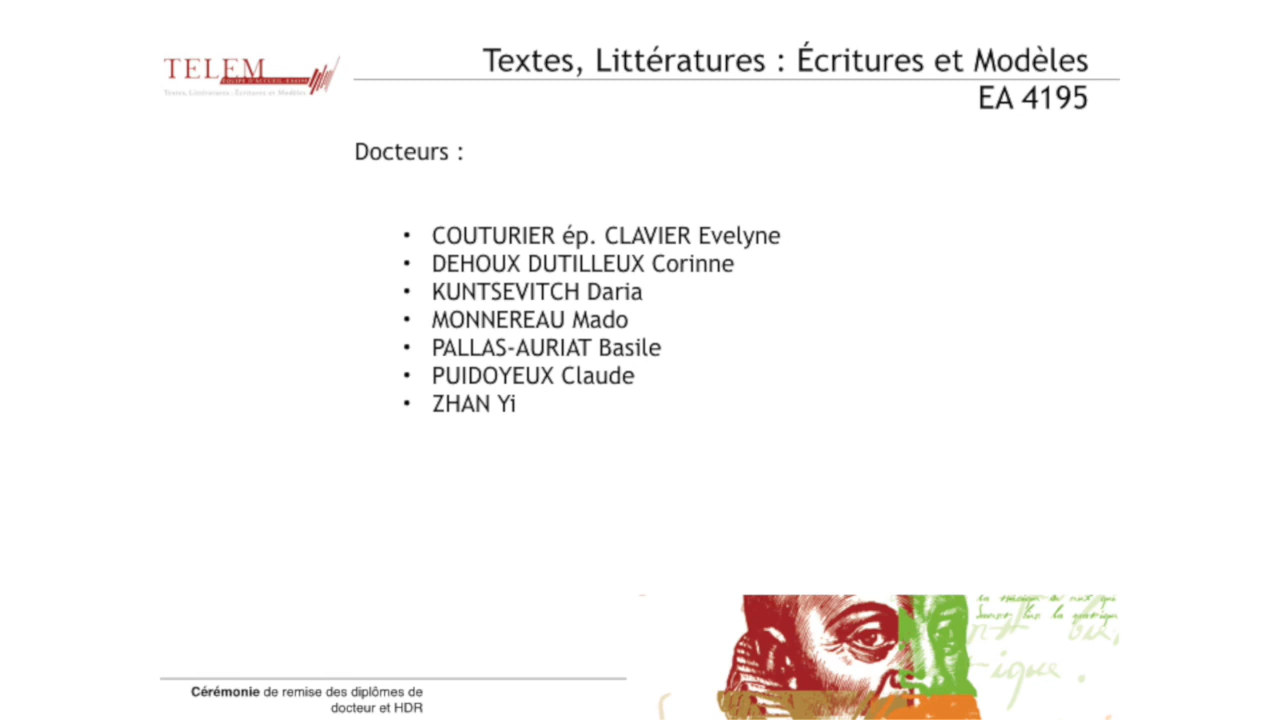 TELEM
Textes, Littératures : Écritures et Modèles
Textes, Littératures : Écritures et Modèles
EA 4195
Docteurs :
• COUTURIER ép. CLAVIER Evelyne
• DEHOUX DUTILLEUX Corinne
• KUNTSEVITCH Daria
• MONNEREAU Mado
• PALLAS-AURIAT Basile
• PUIDOYEUX Claude
• ZHAN Yi
Cérémonie de remise des diplômes de
docteur et HDR